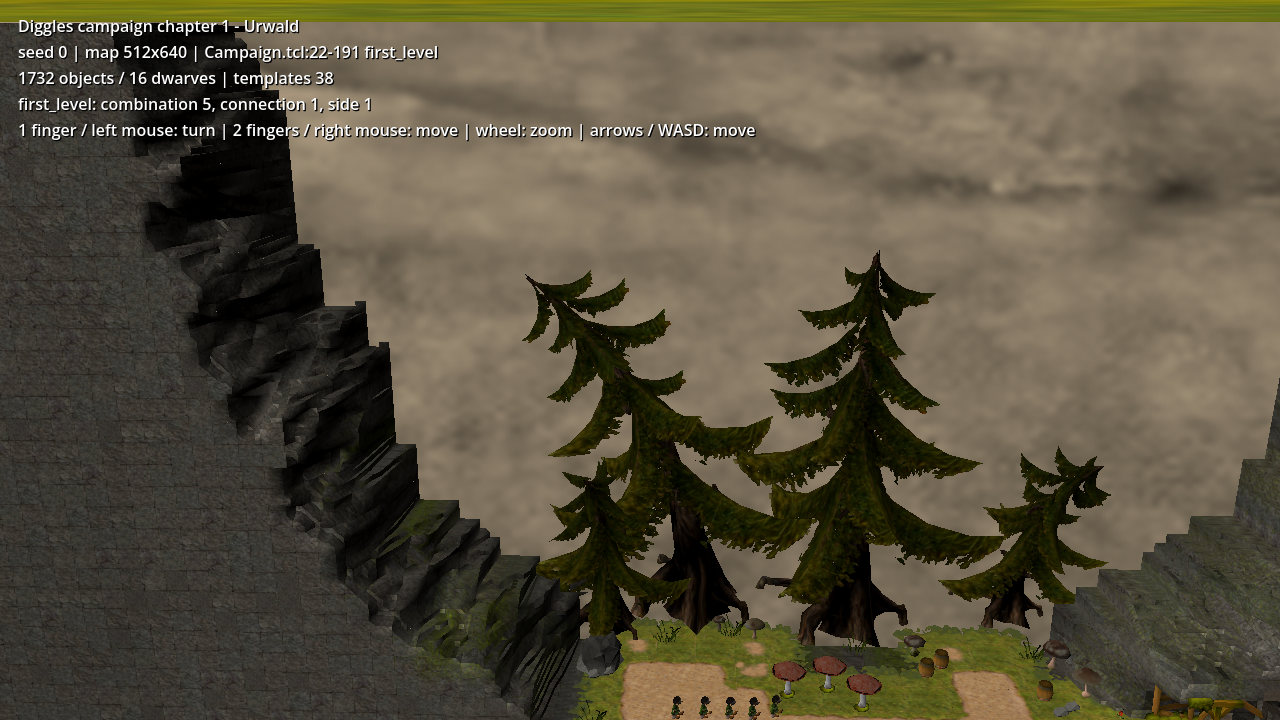 Diggles campaign chapter 1 - Urwald
seed 0 | map 512x640 | Campaign.tcl:22-191 first_level
1732 objects / 16 dwarves | templates 38
first_level: combination 5, connection 1, side 1
1 finger / left mouse: turn | 2 fingers / right mouse: move | wheel: zoom | arrows / WASD: move